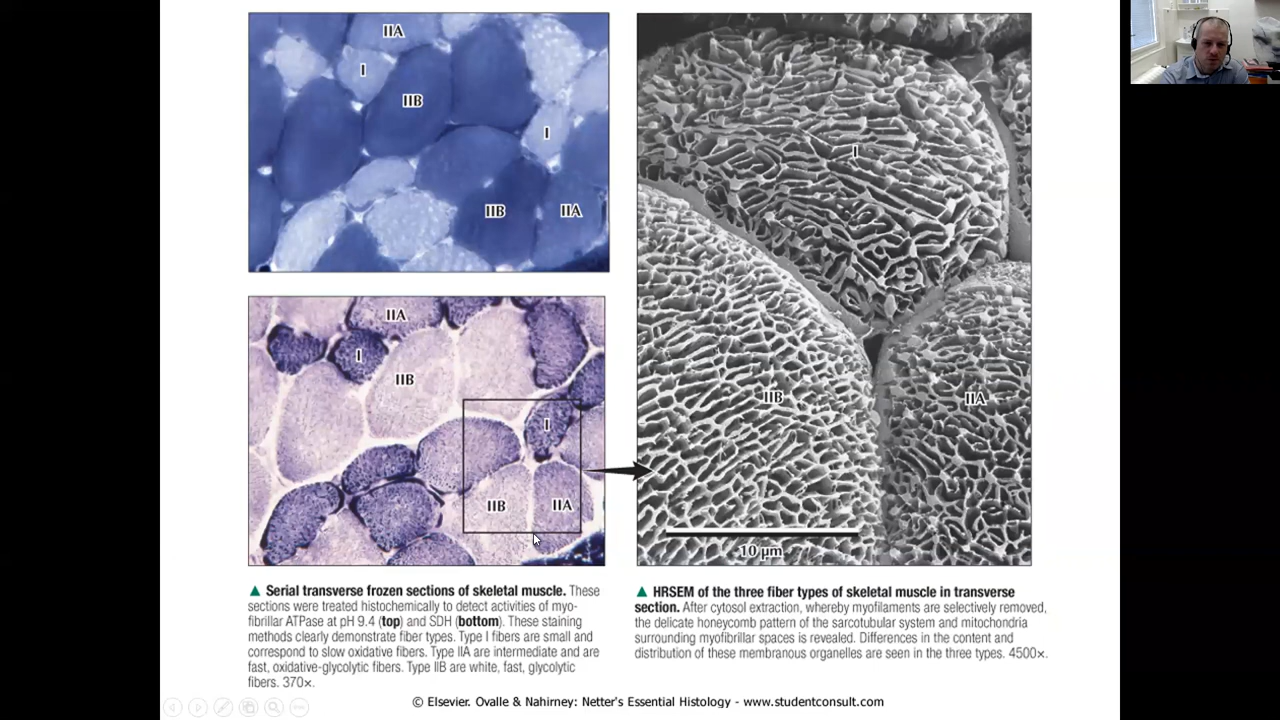 IIA
I
IIB
I
IIB
IIA
IIA
I
IIB
I
IIB
IIA
▲ Serial transverse frozen sections of skeletal muscle. These
sections were treated histochemically to detect activities of myo-
fibrillar ATPase at pH 9.4 (top) and SDH (bottom). These staining
methods clearly demonstrate fiber types. Type I fibers are small and
correspond to slow oxidative fibers. Type IIA are intermediate and are
fast, oxidative-glycolytic fibers. Type IIB are white, fast, glycolytic
fibers. 370×.
I
IIB
IIA
10 µm
▲ HRSEM of the three fiber types of skeletal muscle in transverse
section. After cytosol extraction, whereby myofilaments are selectively removed,
the delicate honeycomb pattern of the sarcotubular system and mitochondria
surrounding myofibrillar spaces is revealed. Differences in the content and
distribution of these membranous organelles are seen in the three types. 4500×.
© Elsevier. Ovalle & Nahirney: Netter's Essential Histology - www.studentconsult.com